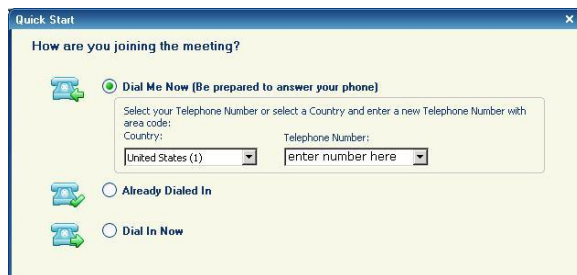 Quick Start
How are you joining the meeting?
Dial Me Now (Be prepared to answer your phone)
Select your Telephone Number or select a Country and enter a new Telephone Number with
area code:
Country: Telephone Number:
United States (1) enter number here
Already Dialed In
Dial In Now